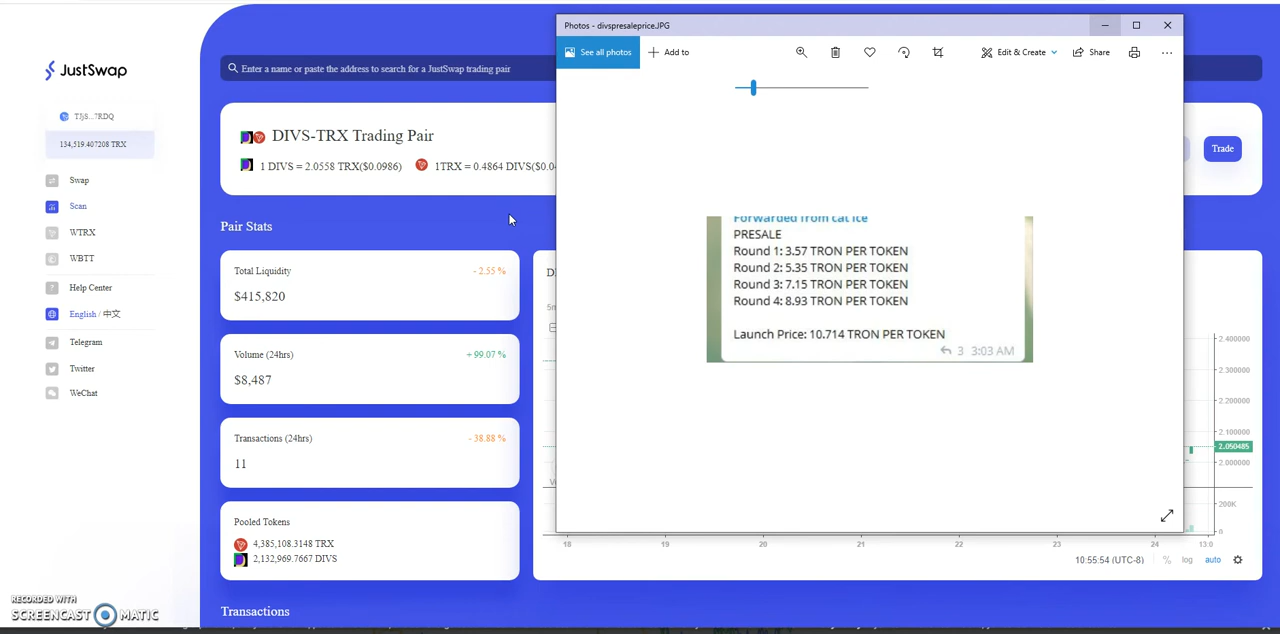 JustSwap
TJjS...7RDQ
134,519.407208 TRX
Swap
Scan
WTRX
WBTT
Help Center
English / 中文
Telegram
Twitter
WeChat
Enter a name or paste the address to search for a JustSwap trading pair
DIVS-TRX Trading Pair
1 DIVS = 2.0558 TRX($0.0986)
1TRX = 0.4864 DIVS($0.0
Trade
Pair Stats
Total Liquidity
- 2.55 %
$415,820
Volume (24hrs)
+ 99.07 %
$8,487
Transactions (24hrs)
- 38.88 %
11
Pooled Tokens
4,385,108.3148 TRX
2,132,969.7667 DIVS
Transactions
Photos - divspresaleprice.JPG
See all photos
Add to
Edit & Create
Share
Forwarded from cat ice
PRESALE
Round 1: 3.57 TRON PER TOKEN
Round 2: 5.35 TRON PER TOKEN
Round 3: 7.15 TRON PER TOKEN
Round 4: 8.93 TRON PER TOKEN
Launch Price: 10.714 TRON PER TOKEN
3 3:03 AM
2.400000
2.300000
2.200000
2.100000
2.050485
2.000000
200K
0
18 19 20 21 22 23 24 13:0
10:55:54 (UTC-8)
% log auto
RECORDED WITH
SCREENCAST MATIC